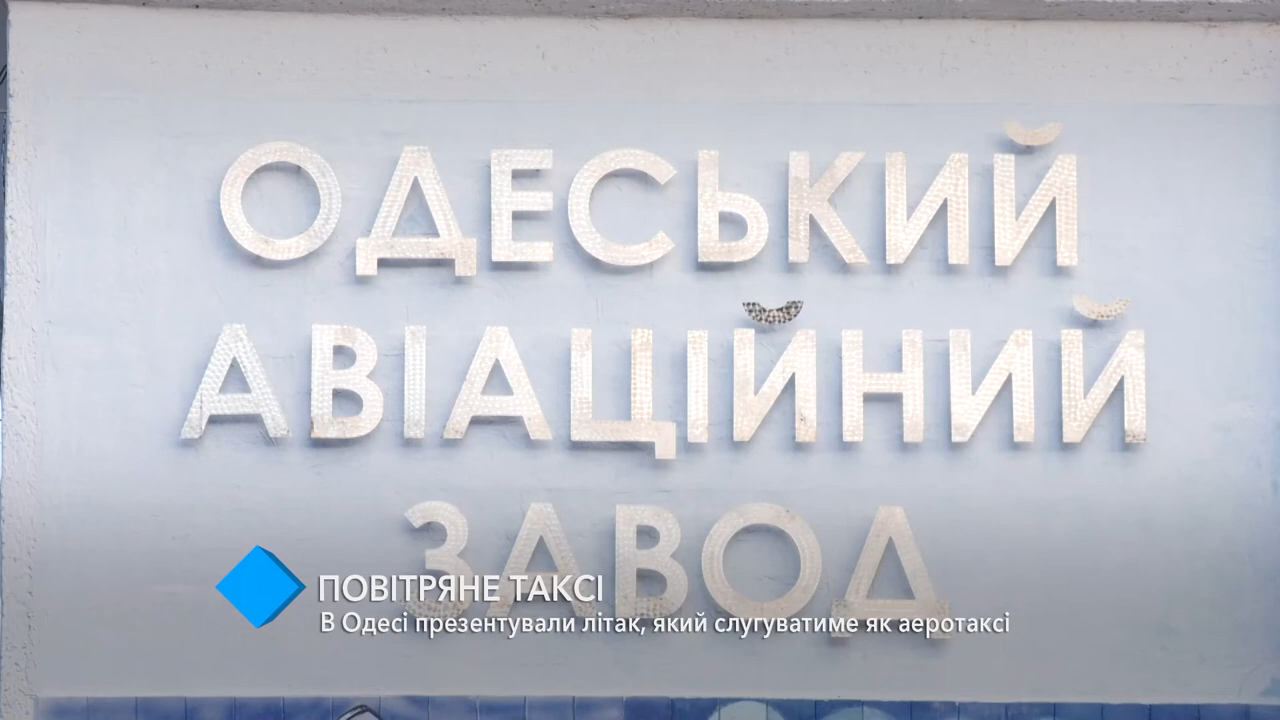 ОДЕСЬКИЙ
АВІАЦІЙНИЙ
ЗАВОД
ПОВІТРЯНЕ ТАКСІ
В Одесі презентували літак, який слугуватиме як аеротаксі